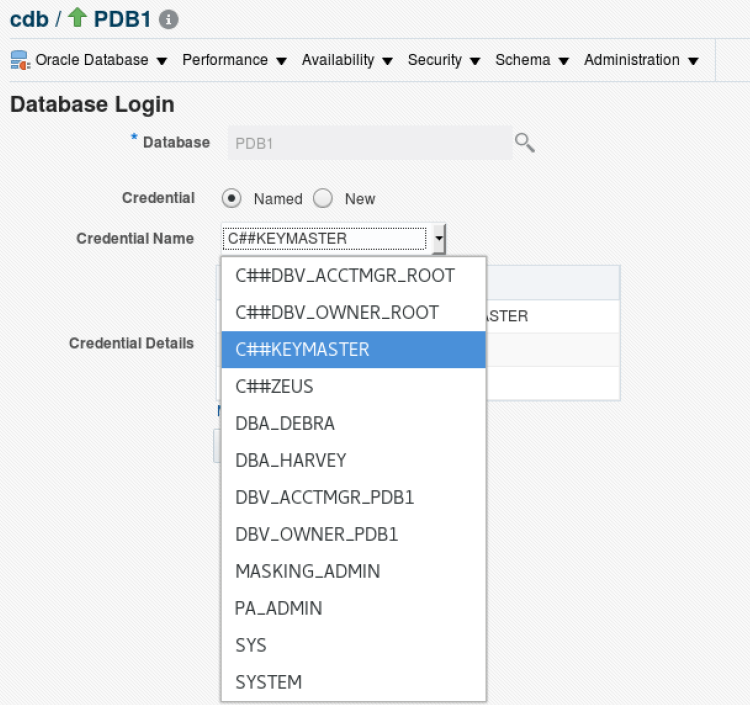 cdb / PDB1
Oracle Database Performance Availability Security Schema Administration
Database Login
* Database PDB1
Credential Named New
Credential Name C##KEYMASTER
C##DBV_ACCTMGR_ROOT
C##DBV_OWNER_ROOT
C##KEYMASTER
Credential Details
C##ZEUS
DBA_DEBRA
DBA_HARVEY
DBV_ACCTMGR_PDB1
DBV_OWNER_PDB1
MASKING_ADMIN
PA_ADMIN
SYS
SYSTEM